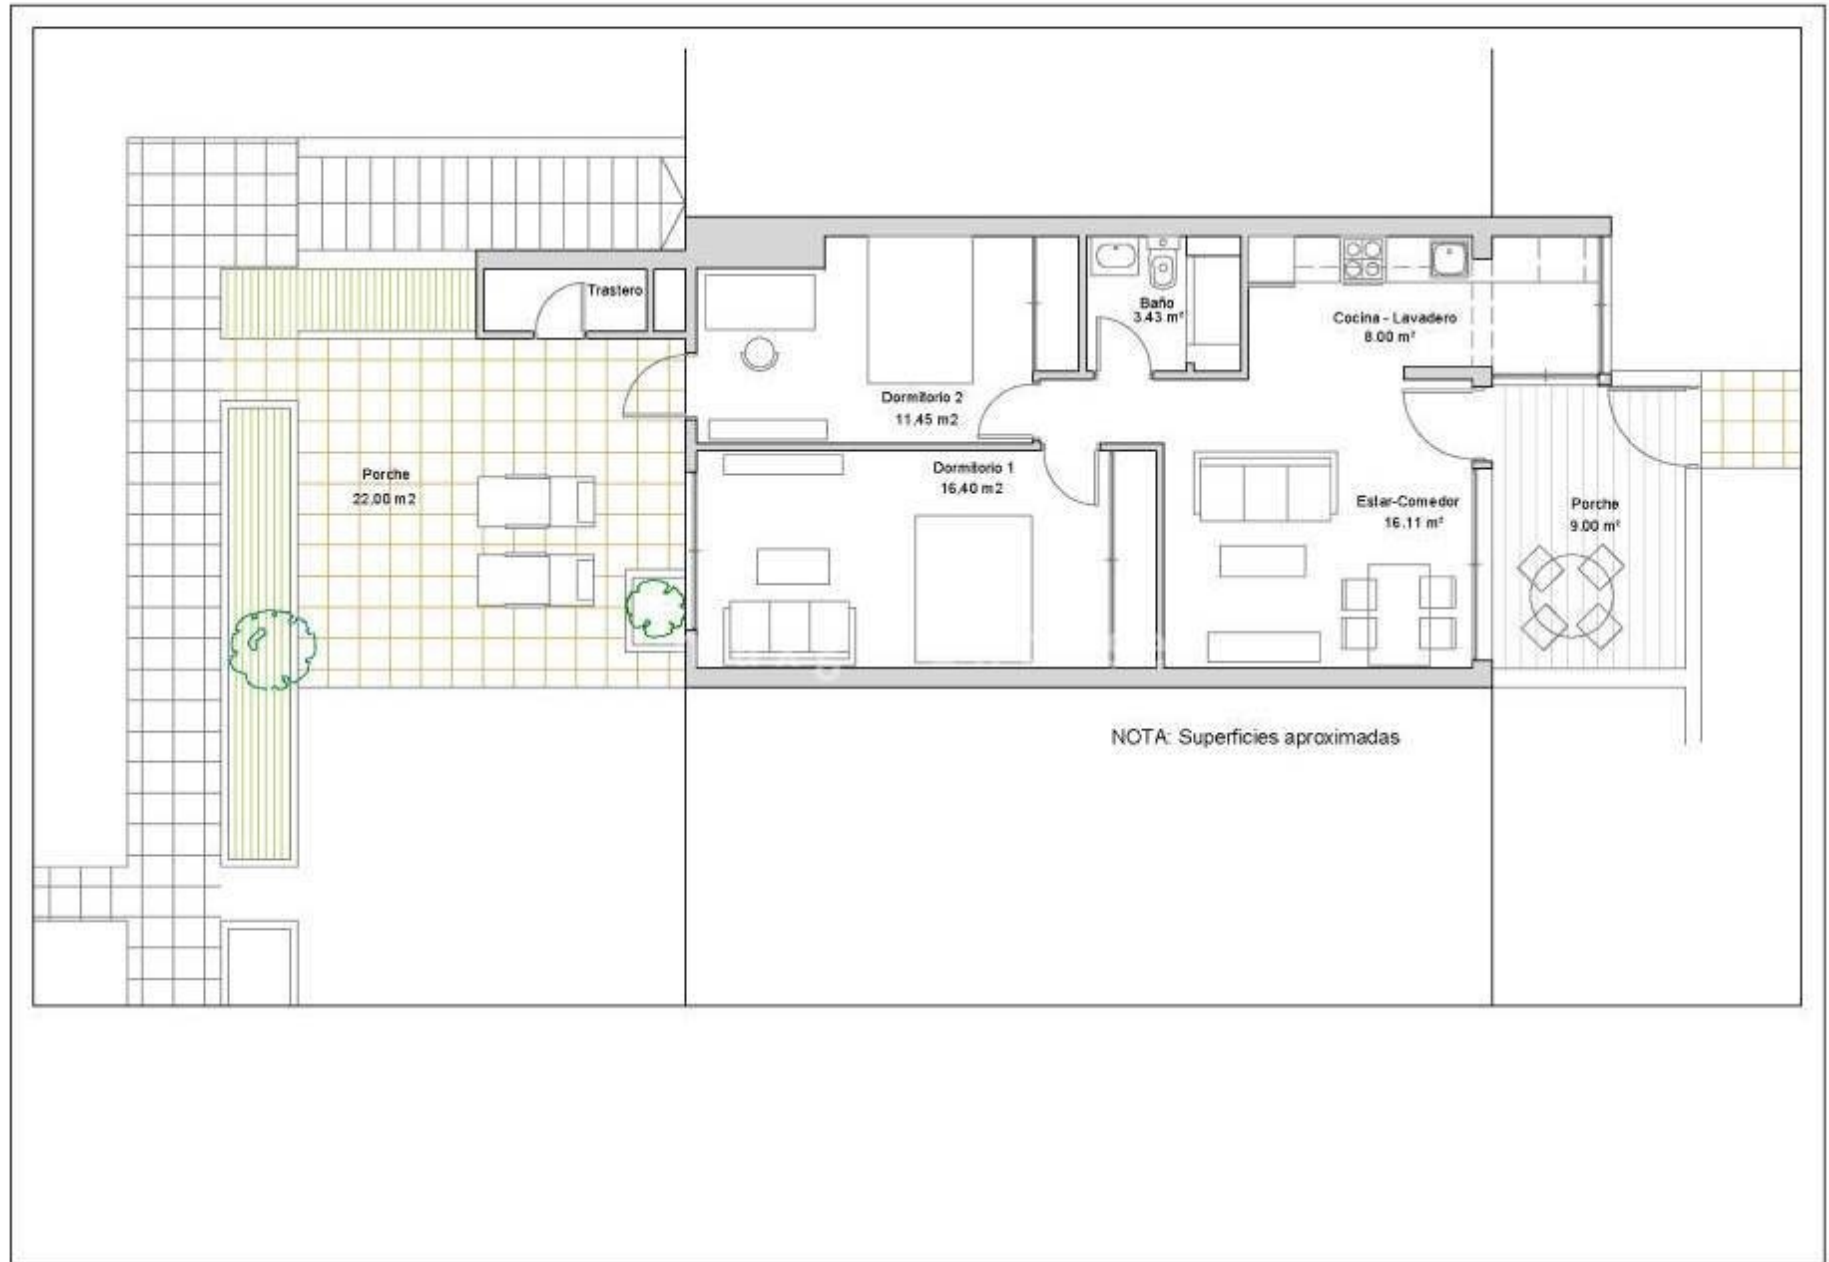 Trastero
Baño
3.43 m²
Cocina - Lavadero
8.00 m²
Dormitorio 2
11.45 m2
Dormitorio 1
16.40 m2
Porche
22.00 m2
Estar-Comedor
16.11 m²
Porche
9.00 m²
NOTA: Superficies aproximadas